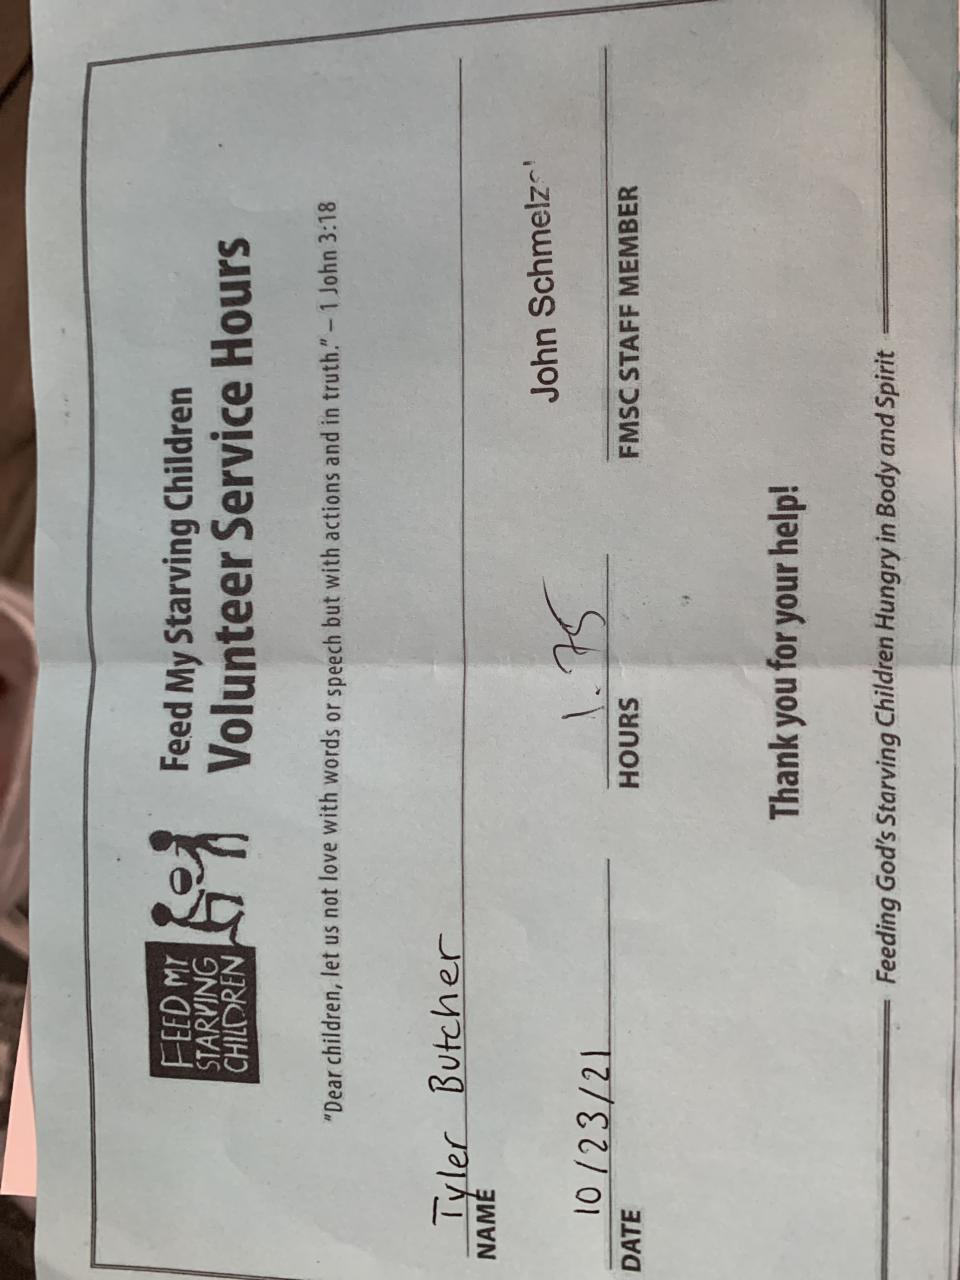 FEED MY
STARVING
CHILDREN
Feed My Starving Children
Volunteer Service Hours
"Dear children, let us not love with words or speech but with actions and in truth." – 1 John 3:18
Tyler Butcher
NAME
10/23/21 1.75 John
DATE HOURS FMSC STAFF MEMBER
Thank you for your help!
Feeding God's Starving Children Hungry in Body and Spirit